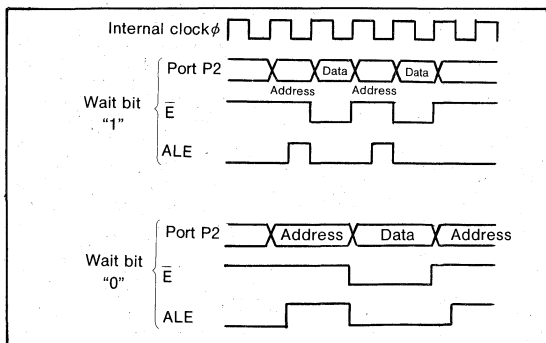 Internal clock ϕ
Port P2
Data
Data
Address
Address
Wait bit
"1"
E̅
ALE
Port P2
Address
Data
Address
Wait bit
"0"
E̅
ALE